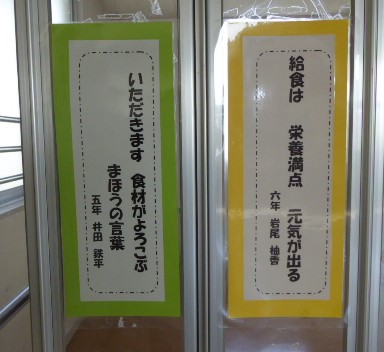 給食は 栄養満点 元気が出る
六年 岩尾 柚香
いただきます 食材がよろこぶ
まほうの言葉
五年 井田 鉄平